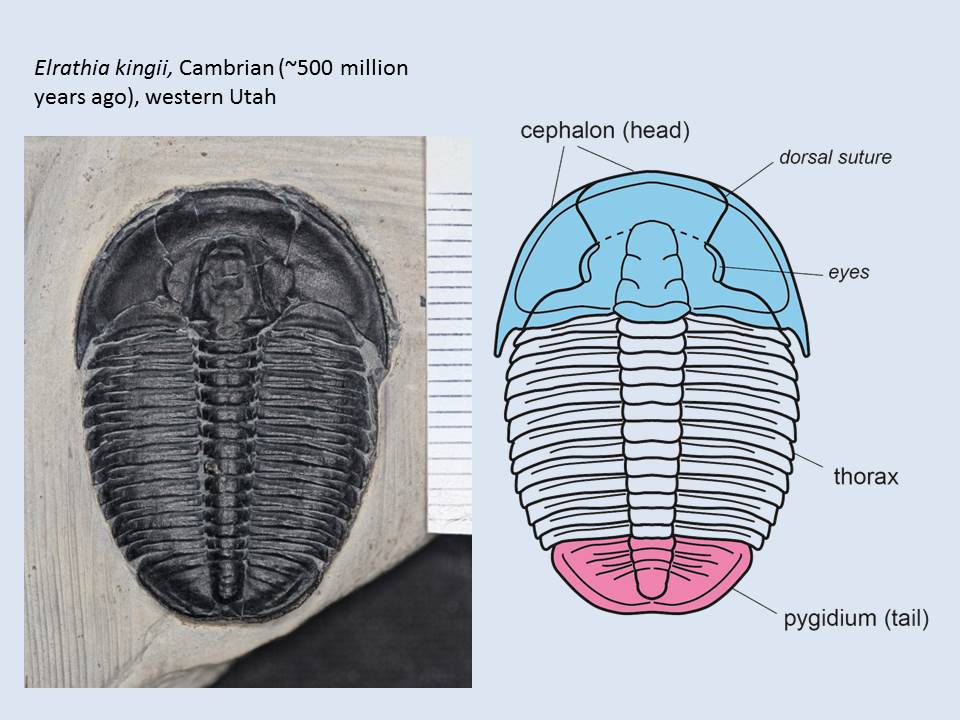 Elrathia kingii, Cambrian (~500 million
years ago), western Utah
cephalon (head)
dorsal suture
eyes
thorax
pygidium (tail)